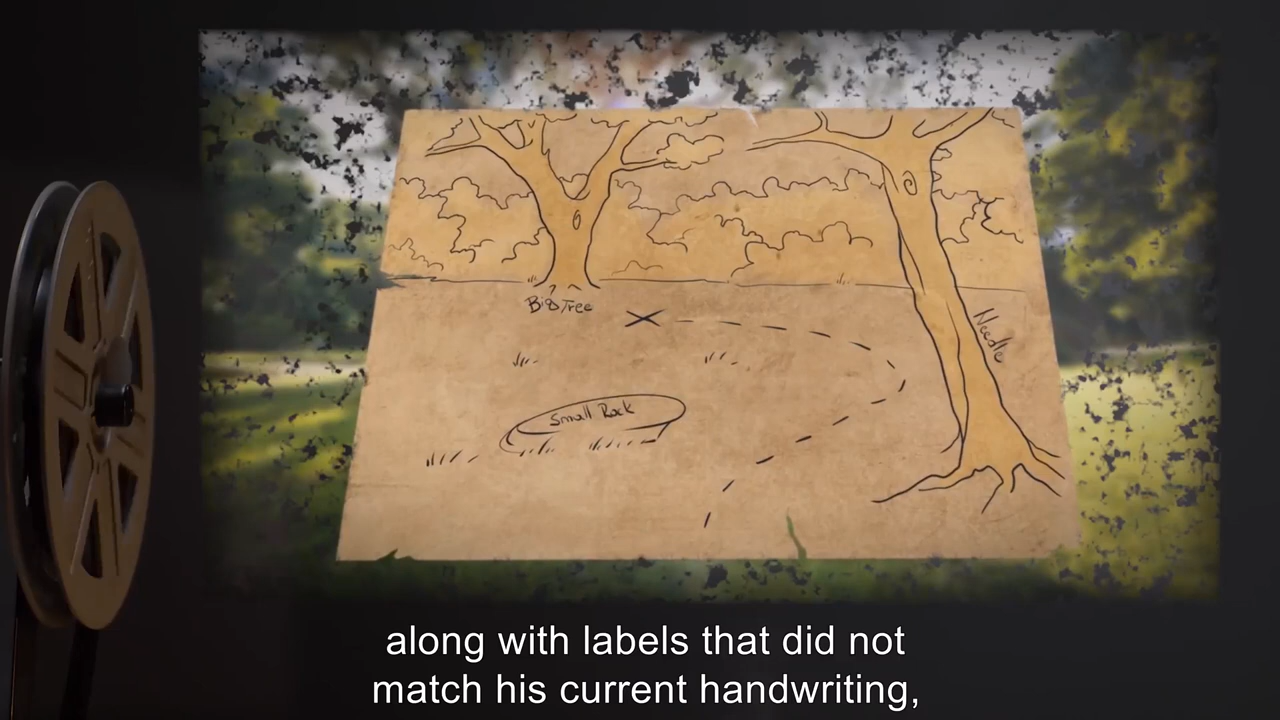 Big Tree
Needle
Small Rock
along with labels that did not
match his current handwriting,